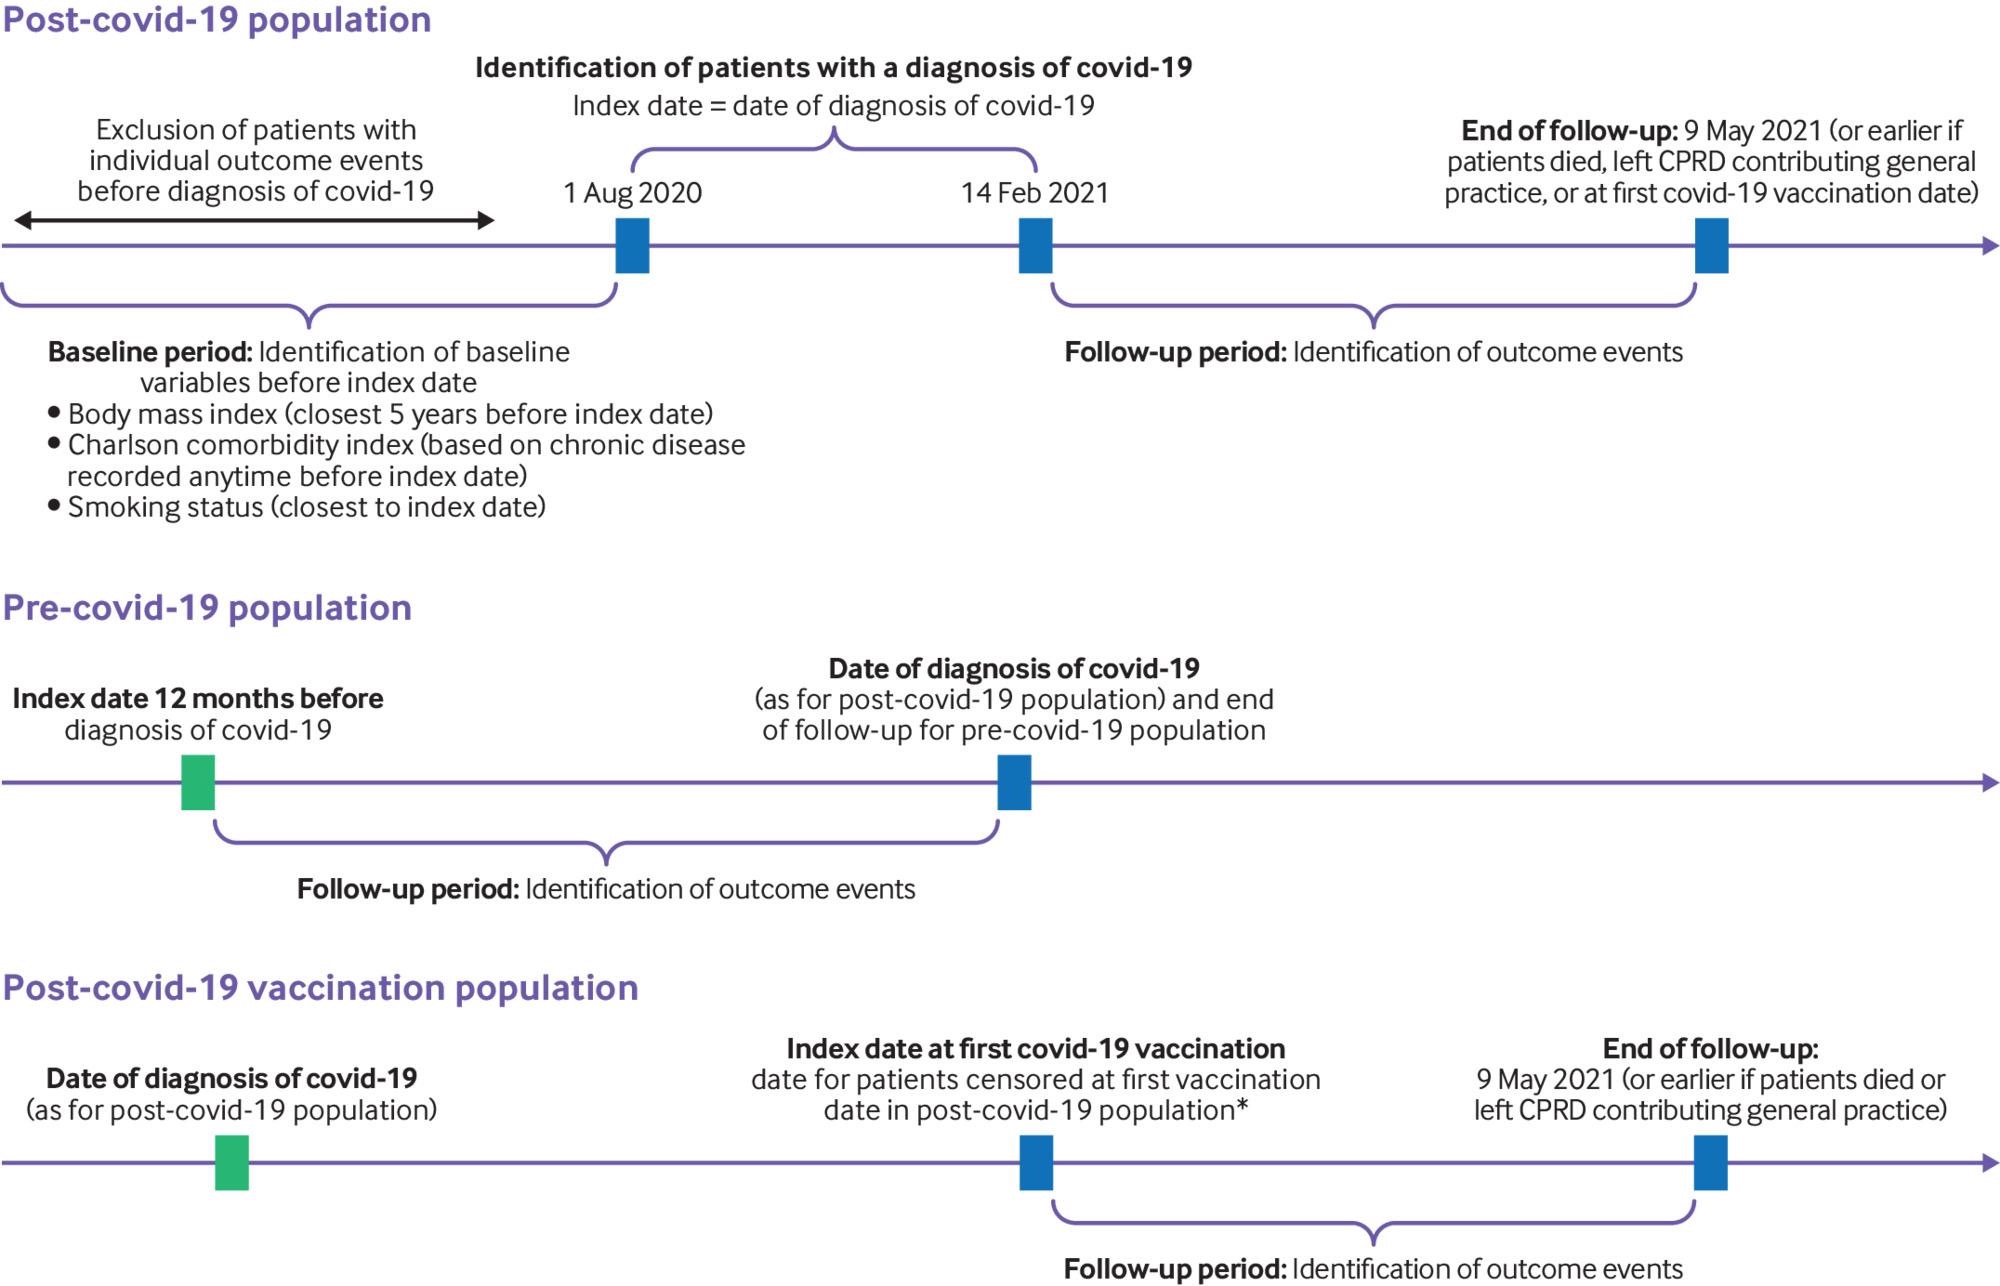 Post-covid-19 population
Identification of patients with a diagnosis of covid-19
Index date = date of diagnosis of covid-19
Exclusion of patients with
individual outcome events
before diagnosis of covid-19
1 Aug 2020
14 Feb 2021
End of follow-up: 9 May 2021 (or earlier if
patients died, left CPRD contributing general
practice, or at first covid-19 vaccination date)
Baseline period: Identification of baseline
variables before index date
• Body mass index (closest 5 years before index date)
• Charlson comorbidity index (based on chronic disease
recorded anytime before index date)
• Smoking status (closest to index date)
Follow-up period: Identification of outcome events
Pre-covid-19 population
Index date 12 months before
diagnosis of covid-19
Date of diagnosis of covid-19
(as for post-covid-19 population) and end
of follow-up for pre-covid-19 population
Follow-up period: Identification of outcome events
Post-covid-19 vaccination population
Date of diagnosis of covid-19
(as for post-covid-19 population)
Index date at first covid-19 vaccination
date for patients censored at first vaccination
date in post-covid-19 population*
End of follow-up:
9 May 2021 (or earlier if patients died or
left CPRD contributing general practice)
Follow-up period: Identification of outcome events